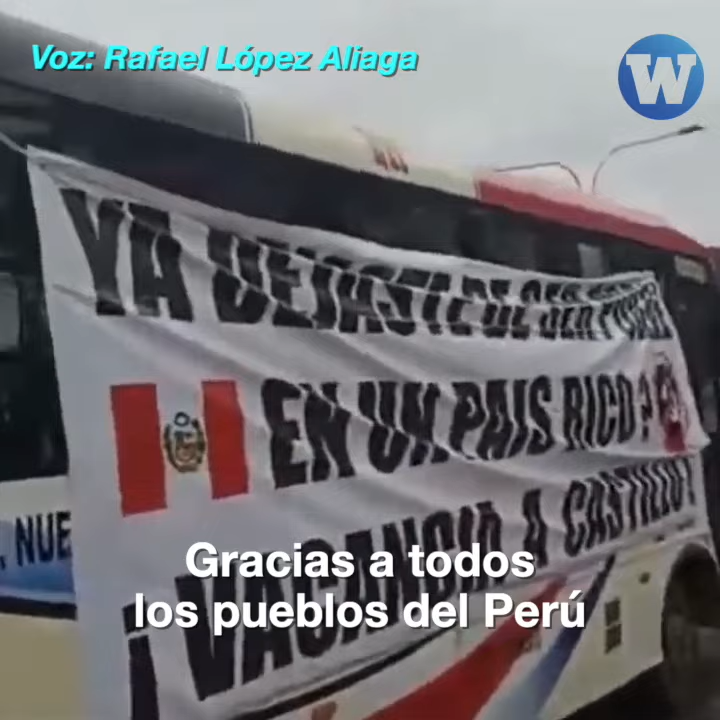 Voz: Rafael López Aliaga
W
YA DEJASTE DE SER POBRE
EN UN PAIS RICO?
¡VACANCIA A CASTILLO!
, NUE
Gracias a todos
los pueblos del Perú